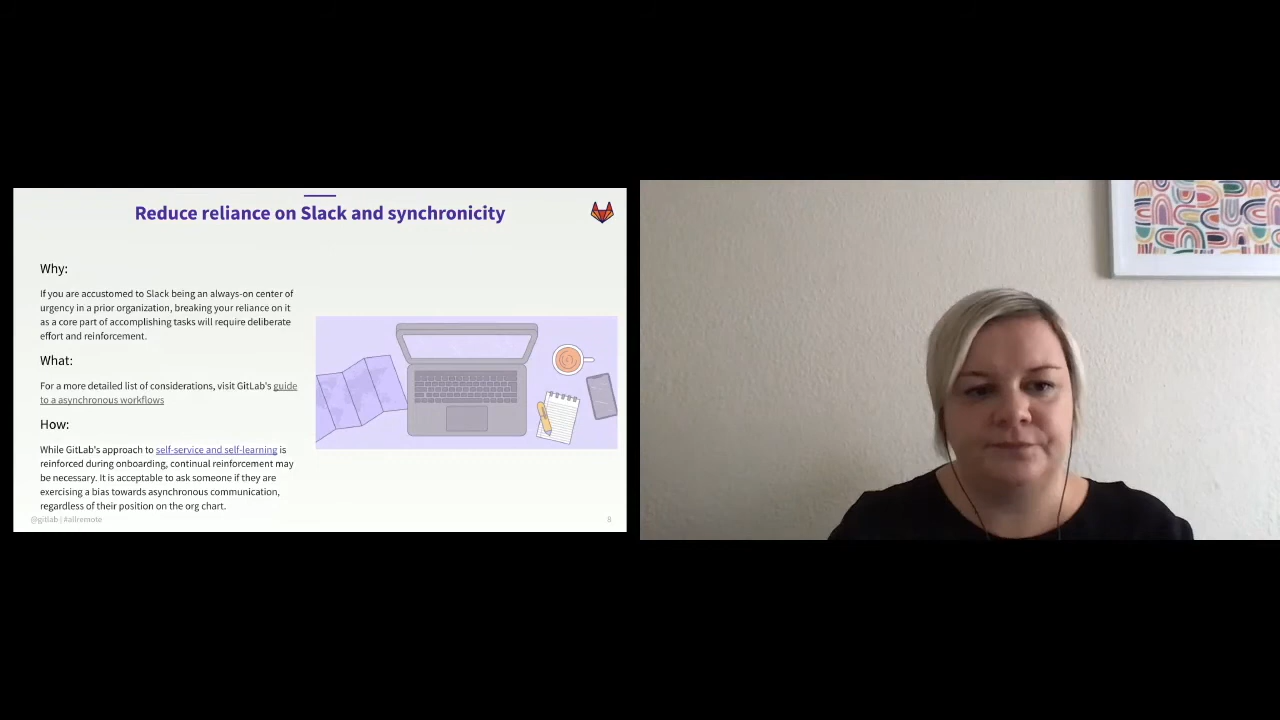 Reduce reliance on Slack and synchronicity
Why:
If you are accustomed to Slack being an always-on center of
urgency in a prior organization, breaking your reliance on it
as a core part of accomplishing tasks will require deliberate
effort and reinforcement.
What:
For a more detailed list of considerations, visit GitLab's guide
to a asynchronous workflows
How:
While GitLab's approach to self-service and self-learning is
reinforced during onboarding, continual reinforcement may
be necessary. It is acceptable to ask someone if they are
exercising a bias towards asynchronous communication,
regardless of their position on the org chart.
@gitlab | #allremote
8